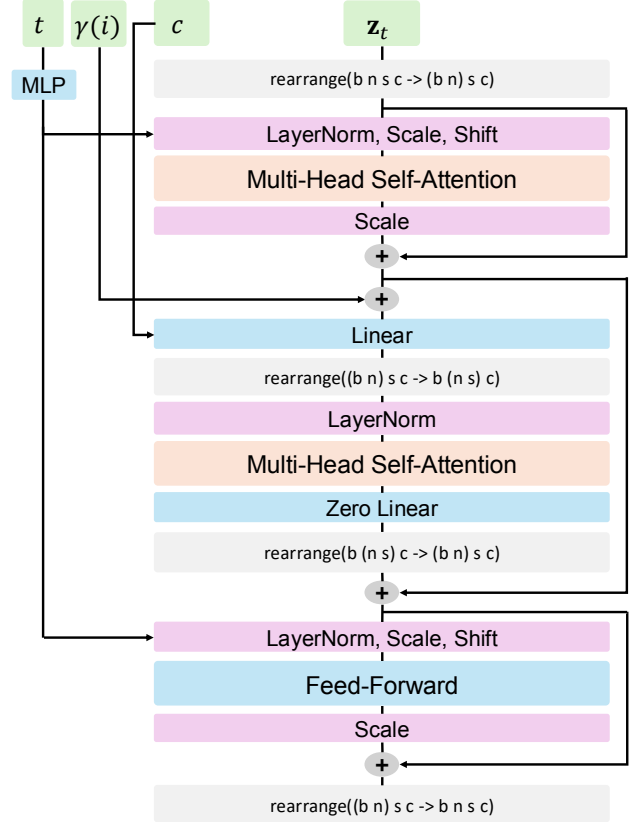 t γ(i) c z_t
MLP
rearrange(b n s c -> (b n) s c)
LayerNorm, Scale, Shift
Multi-Head Self-Attention
Scale
+
+
Linear
rearrange((b n) s c -> b (n s) c)
LayerNorm
Multi-Head Self-Attention
Zero Linear
rearrange(b (n s) c -> (b n) s c)
+
LayerNorm, Scale, Shift
Feed-Forward
Scale
+
rearrange((b n) s c -> b n s c)